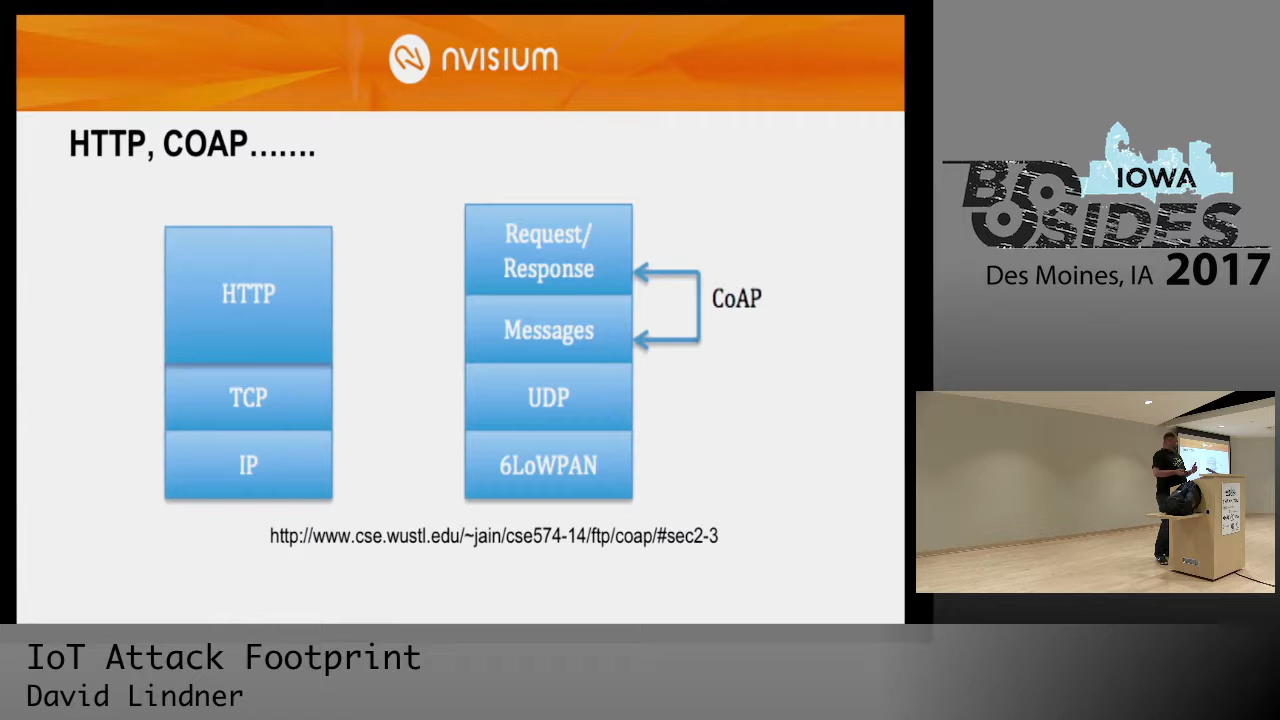 nVISIUM
HTTP, COAP.......
HTTP
TCP
IP
Request/
Response
Messages
UDP
6LoWPAN
CoAP
http://www.cse.wustl.edu/~jain/cse574-14/ftp/coap/#sec2-3
IOWA
BSIDES
Des Moines, IA 2017
IoT Attack Footprint
David Lindner